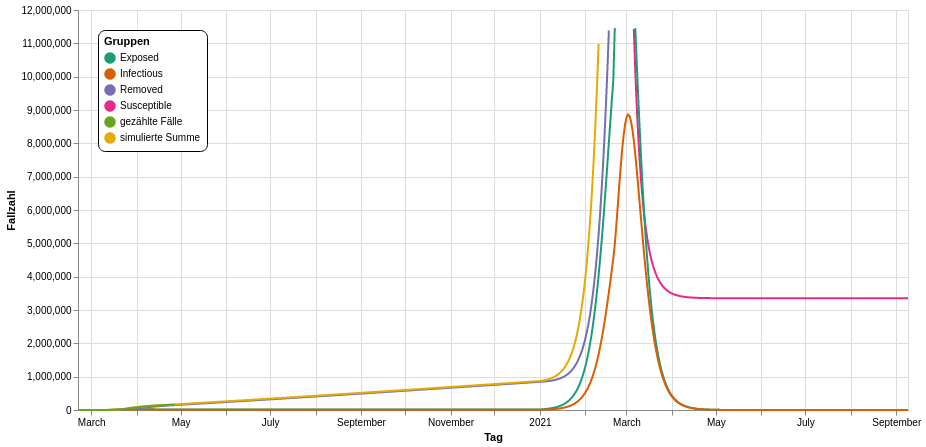 12,000,000
11,000,000
10,000,000
9,000,000
8,000,000
7,000,000
6,000,000
5,000,000
4,000,000
3,000,000
2,000,000
1,000,000
0
Fallzahl
Gruppen
Exposed
Infectious
Removed
Susceptible
gezählte Fälle
simulierte Summe
March May July September November 2021 March May July September
Tag